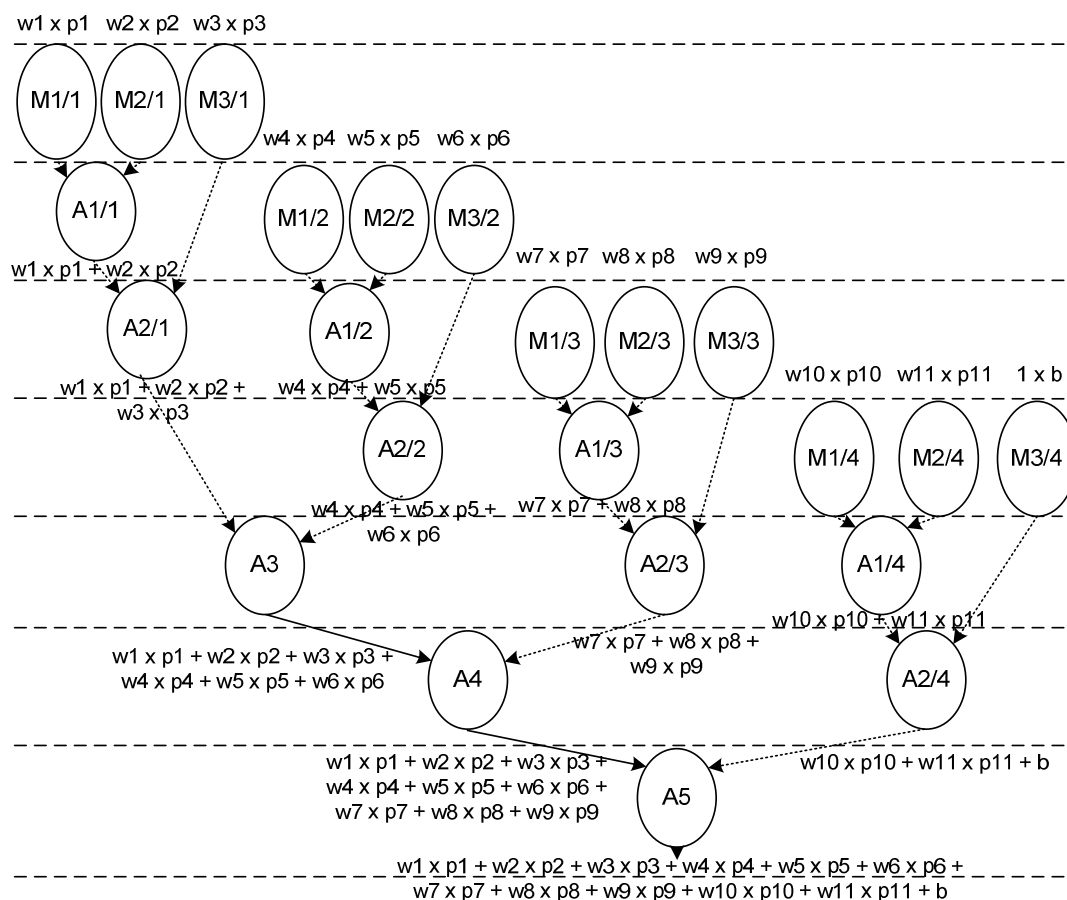 w1 x p1 w2 x p2 w3 x p3
M1/1 M2/1 M3/1
w4 x p4 w5 x p5 w6 x p6
A1/1 M1/2 M2/2 M3/2
w7 x p7 w8 x p8 w9 x p9
w1 x p1 + w2 x p2
A2/1 A1/2 M1/3 M2/3 M3/3
w10 x p10 w11 x p11 1 x b
w1 x p1 + w2 x p2 +
w3 x p3
w4 x p4 + w5 x p5
A2/2 A1/3 M1/4 M2/4 M3/4
w4 x p4 + w5 x p5 +
w6 x p6
w7 x p7 + w8 x p8
A3 A2/3 A1/4
w10 x p10 + w11 x p11
w1 x p1 + w2 x p2 + w3 x p3 +
w4 x p4 + w5 x p5 + w6 x p6
w7 x p7 + w8 x p8 +
w9 x p9
A4 A2/4
w1 x p1 + w2 x p2 + w3 x p3 +
w4 x p4 + w5 x p5 + w6 x p6 +
w7 x p7 + w8 x p8 + w9 x p9
w10 x p10 + w11 x p11 + b
A5
w1 x p1 + w2 x p2 + w3 x p3 + w4 x p4 + w5 x p5 + w6 x p6 +
w7 x p7 + w8 x p8 + w9 x p9 + w10 x p10 + w11 x p11 + b